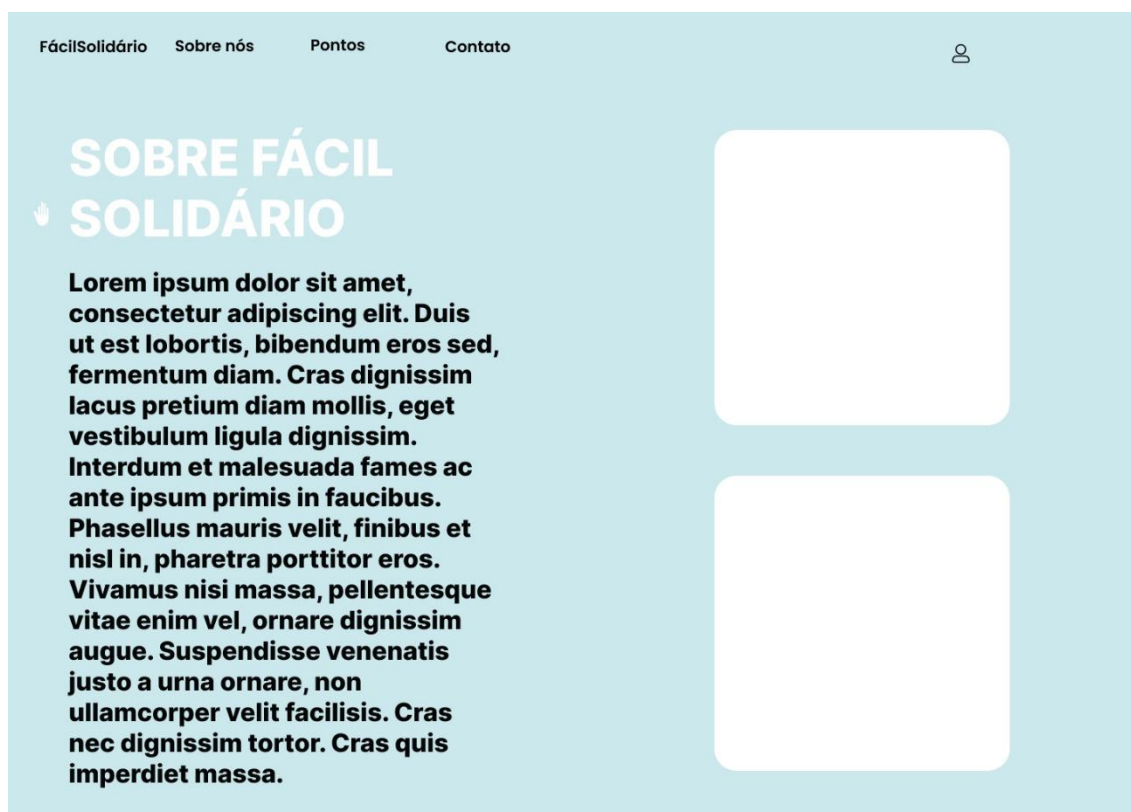 FácilSolidário Sobre nós Pontos Contato
SOBRE FÁCIL
SOLIDÁRIO
Lorem ipsum dolor sit amet,
consectetur adipiscing elit. Duis
ut est lobortis, bibendum eros sed,
fermentum diam. Cras dignissim
lacus pretium diam mollis, eget
vestibulum ligula dignissim.
Interdum et malesuada fames ac
ante ipsum primis in faucibus.
Phasellus mauris velit, finibus et
nisl in, pharetra porttitor eros.
Vivamus nisi massa, pellentesque
vitae enim vel, ornare dignissim
augue. Suspendisse venenatis
justo a urna ornare, non
ullamcorper velit facilisis. Cras
nec dignissim tortor. Cras quis
imperdiet massa.